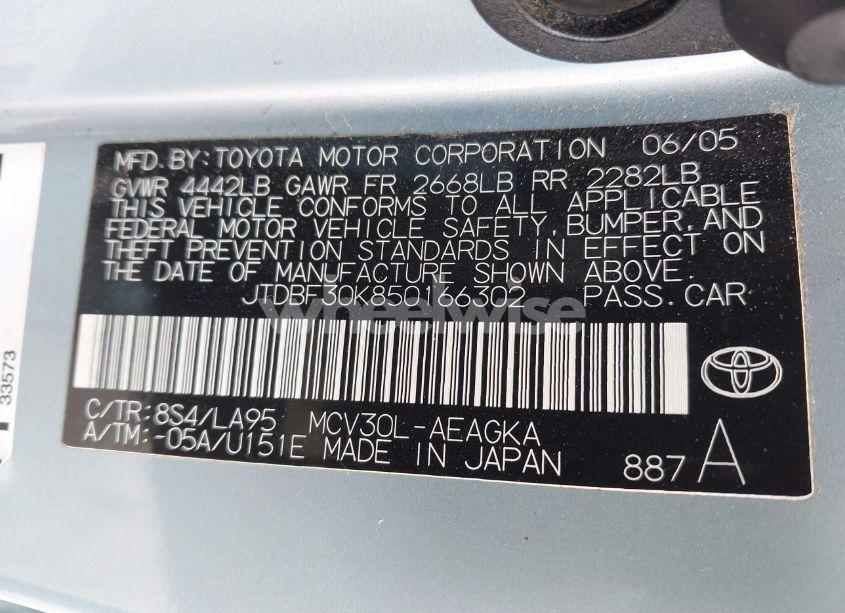 MFD. BY: TOYOTA MOTOR CORPORATION 06/05
GVWR 4442LB GAWR FR 2668LB RR 2282LB
THIS VEHICLE CONFORMS TO ALL APPLICABLE
FEDERAL MOTOR VEHICLE SAFETY, BUMPER, AND
THEFT PREVENTION STANDARDS IN EFFECT ON
THE DATE OF MANUFACTURE SHOWN ABOVE.
JTDBF30K850166302 PASS. CAR
wheelwise
C/TR: 8S4/LA95 MCV30L-AEAGKA
A/TM: -05A/U151E MADE IN JAPAN 887 A
33573